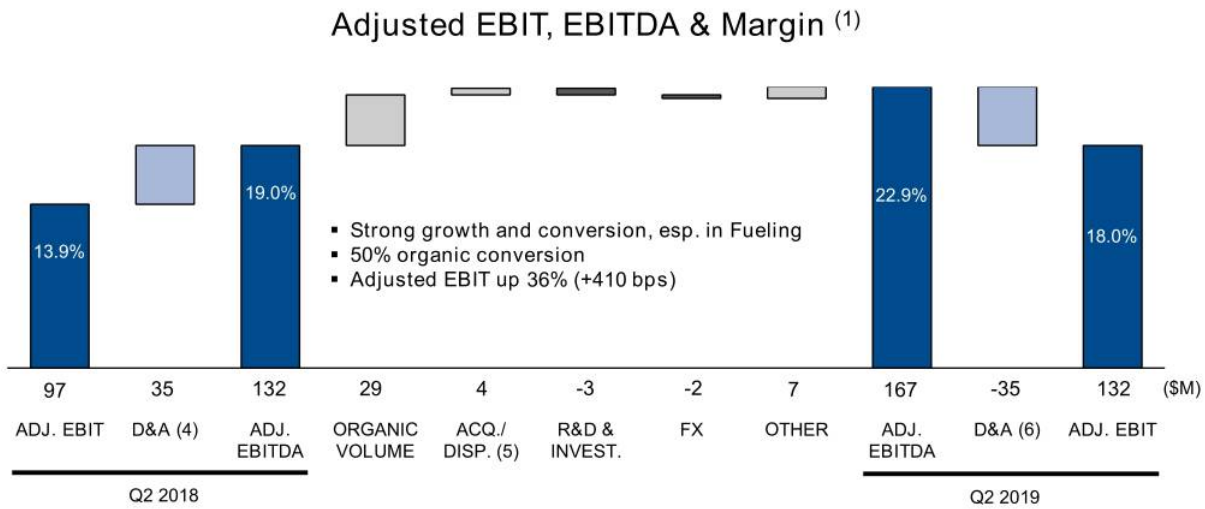 Adjusted EBIT, EBITDA & Margin (1)
13.9%
19.0%
22.9%
18.0%
▪ Strong growth and conversion, esp. in Fueling
▪ 50% organic conversion
▪ Adjusted EBIT up 36% (+410 bps)
97 35 132 29 4 -3 -2 7 167 -35 132 ($M)
ADJ. EBIT D&A (4) ADJ. ORGANIC ACQ./ R&D & FX OTHER ADJ. D&A (6) ADJ. EBIT
EBITDA VOLUME DISP. (5) INVEST. EBITDA
Q2 2018 Q2 2019